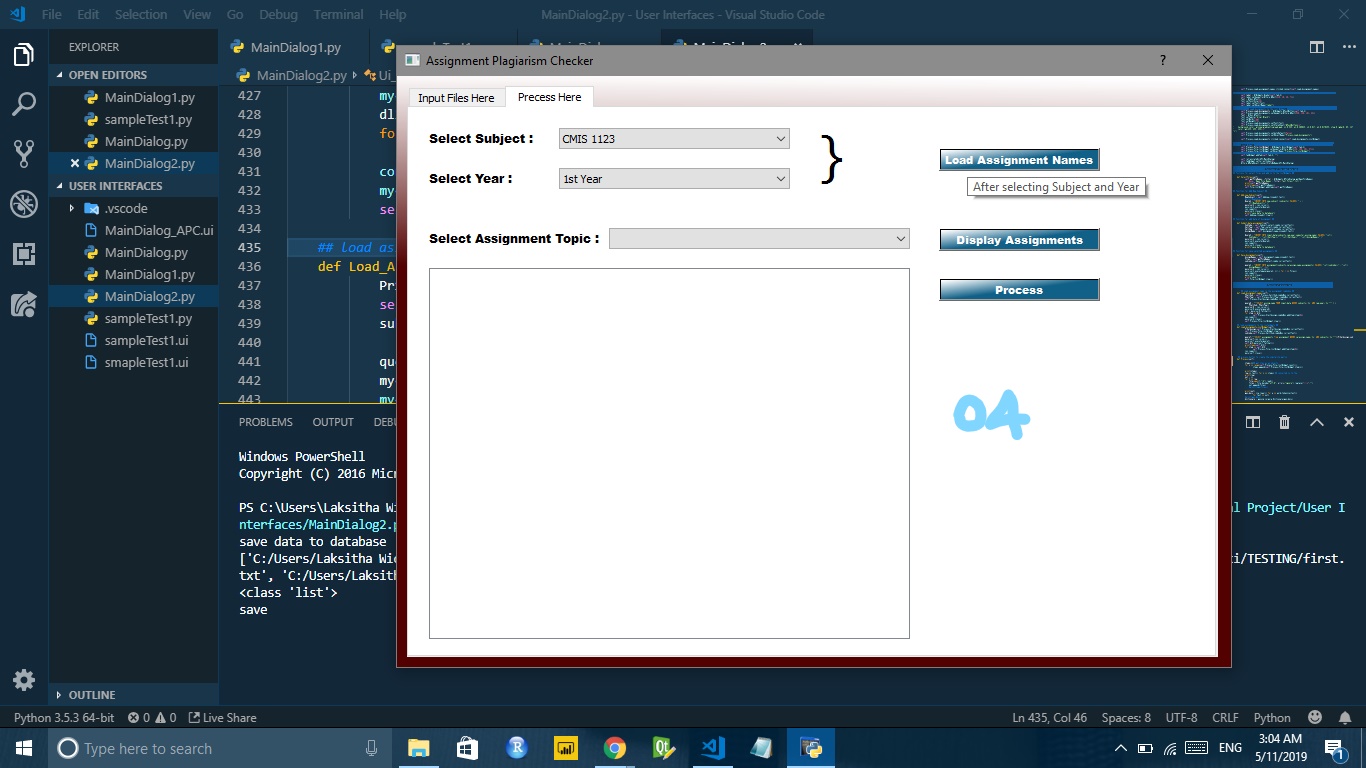 File Edit Selection View Go Debug Terminal Help
MainDialog2.py - User Interfaces - Visual Studio Code
EXPLORER
OPEN EDITORS
MainDialog1.py
sampleTest1.py
MainDialog.py
MainDialog2.py
USER INTERFACES
.vscode
MainDialog_APC.ui
MainDialog.py
MainDialog1.py
MainDialog2.py
sampleTest1.py
sampleTest1.ui
smapleTest1.ui
OUTLINE
MainDialog1.py
MainDialog2.py Ui_
427 my
428 dl
429 fo
430
431 co
432 my
433 se
434
435 ## load as
436 def Load_A
437 Pr
438 se
439 su
440
441 qu
442 my
443 my
Assignment Plagiarism Checker
? 
Input Files Here Precess Here
Select Subject : CMIS 1123
}
Load Assignment Names
Select Year : 1st Year
After selecting Subject and Year
Select Assignment Topic :
Display Assignments
Process
04
PROBLEMS OUTPUT DEBU
Windows PowerShell
Copyright (C) 2016 Micr
PS C:\Users\Laksitha Wi l Project/User I
nterfaces/MainDialog2.p
save data to database
['C:/Users/Laksitha Wic i/TESTING/first.
txt', 'C:/Users/Laksith
<class 'list'>
save
Python 3.5.3 64-bit 0 0 Live Share
Ln 435, Col 46 Spaces: 8 UTF-8 CRLF Python
Type here to search
ENG
3:04 AM
5/11/2019
1